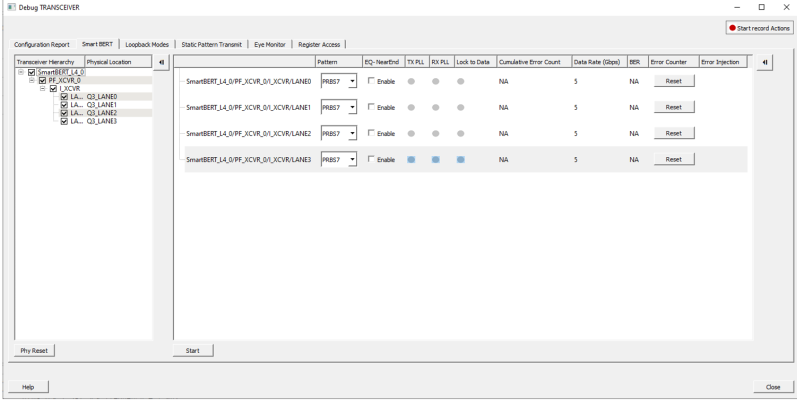 Debug TRANSCEIVER
Start record Actions
Configuration Report Smart BERT Loopback Modes Static Pattern Transmit Eye Monitor Register Access
Transceiver Hierarchy Physical Location
SmartBERT_L4_0
PF_XCVR_0
I_XCVR
LA... Q3_LANE0
LA... Q3_LANE1
LA... Q3_LANE2
LA... Q3_LANE3
Pattern EQ- NearEnd TX PLL RX PLL Lock to Data Cumulative Error Count Data Rate (Gbps) BER Error Counter Error Injection
SmartBERT_L4_0/PF_XCVR_0/I_XCVR/LANE0 PRBS7 Enable NA 5 NA Reset
SmartBERT_L4_0/PF_XCVR_0/I_XCVR/LANE1 PRBS7 Enable NA 5 NA Reset
SmartBERT_L4_0/PF_XCVR_0/I_XCVR/LANE2 PRBS7 Enable NA 5 NA Reset
SmartBERT_L4_0/PF_XCVR_0/I_XCVR/LANE3 PRBS7 Enable NA 5 NA Reset
Phy Reset Start
Help Close